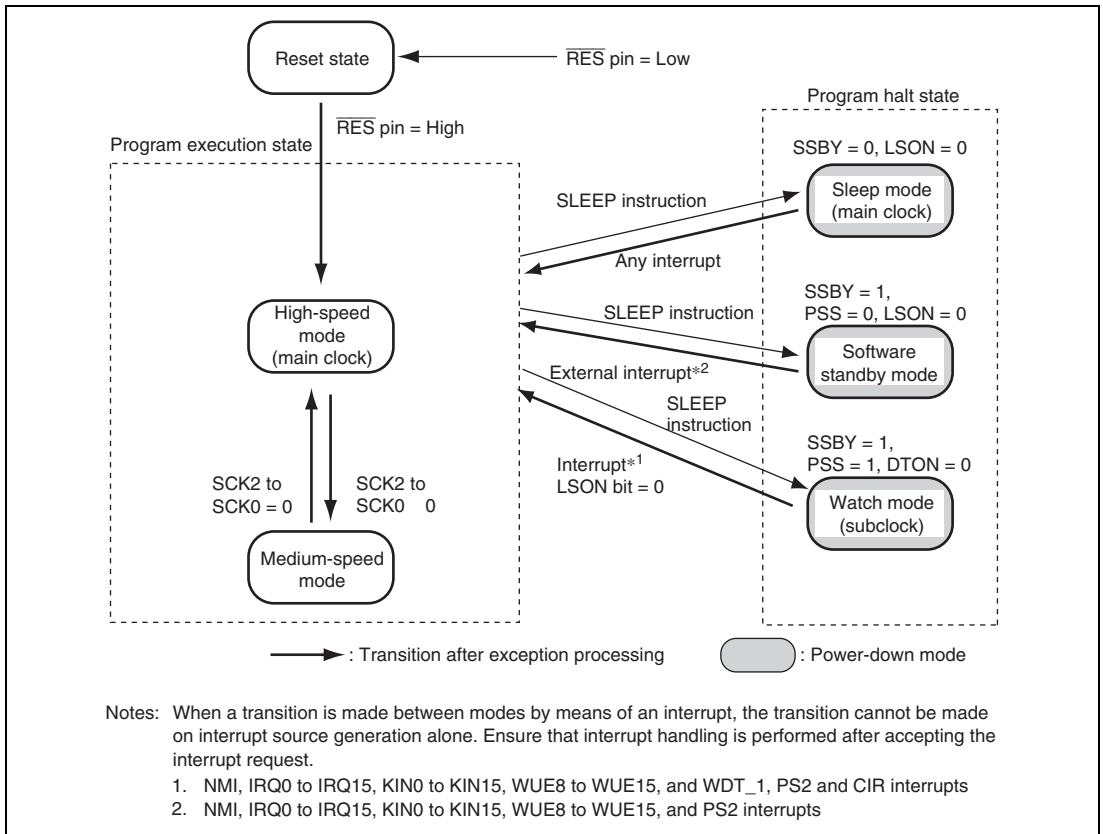 Reset state
RES pin = Low
Program halt state
RES pin = High
Program execution state
SSBY = 0, LSON = 0
Sleep mode
(main clock)
SLEEP instruction
Any interrupt
High-speed
mode
(main clock)
SSBY = 1,
PSS = 0, LSON = 0
SLEEP instruction
Software
standby mode
External interrupt*2
SLEEP
instruction
SSBY = 1,
PSS = 1, DTON = 0
Interrupt*1
LSON bit = 0
Watch mode
(subclock)
SCK2 to
SCK0 = 0
SCK2 to
SCK0 0
Medium-speed
mode
: Transition after exception processing
: Power-down mode
Notes: When a transition is made between modes by means of an interrupt, the transition cannot be made
on interrupt source generation alone. Ensure that interrupt handling is performed after accepting the
interrupt request.
1. NMI, IRQ0 to IRQ15, KIN0 to KIN15, WUE8 to WUE15, and WDT_1, PS2 and CIR interrupts
2. NMI, IRQ0 to IRQ15, KIN0 to KIN15, WUE8 to WUE15, and PS2 interrupts